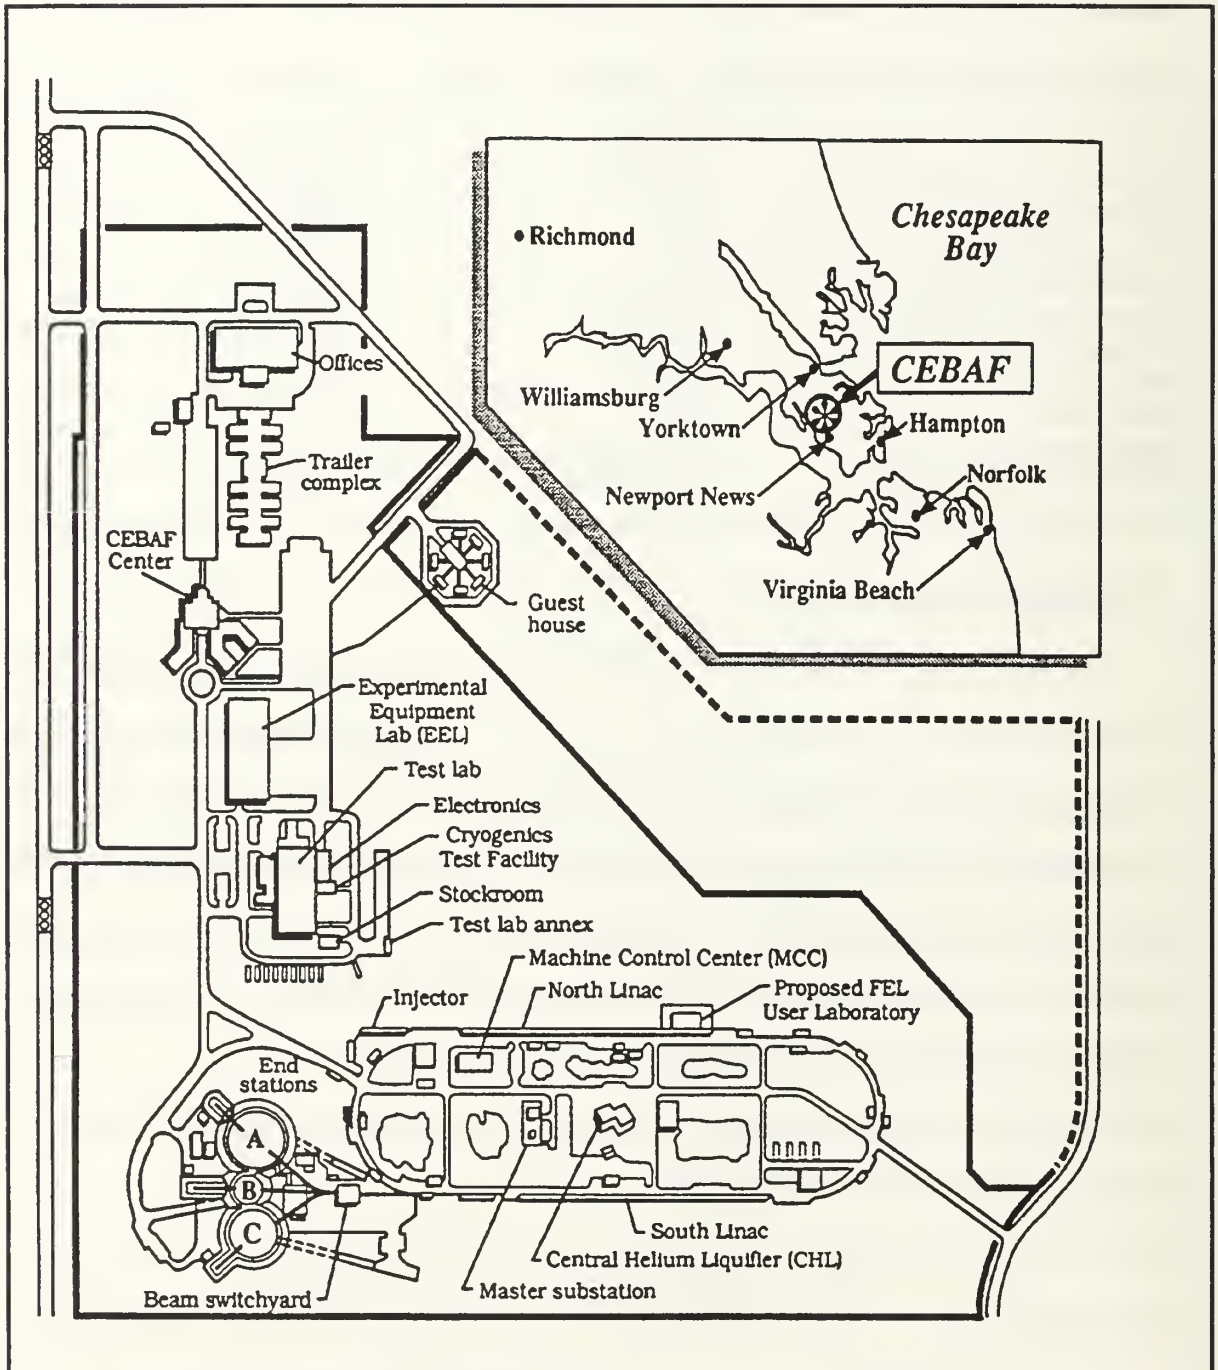 Chesapeake
Bay
Richmond
CEBAF
Williamsburg
Yorktown
Hampton
Newport News
Norfolk
Virginia Beach
Offices
Trailer
complex
CEBAF
Center
Guest
house
Experimental
Equipment
Lab (EEL)
Test lab
Electronics
Cryogenics
Test Facility
Stockroom
Test lab annex
Machine Control Center (MCC)
Injector
North Linac
Proposed FEL
User Laboratory
End
stations
A
B
C
South Linac
Central Helium Liquifier (CHL)
Master substation
Beam switchyard